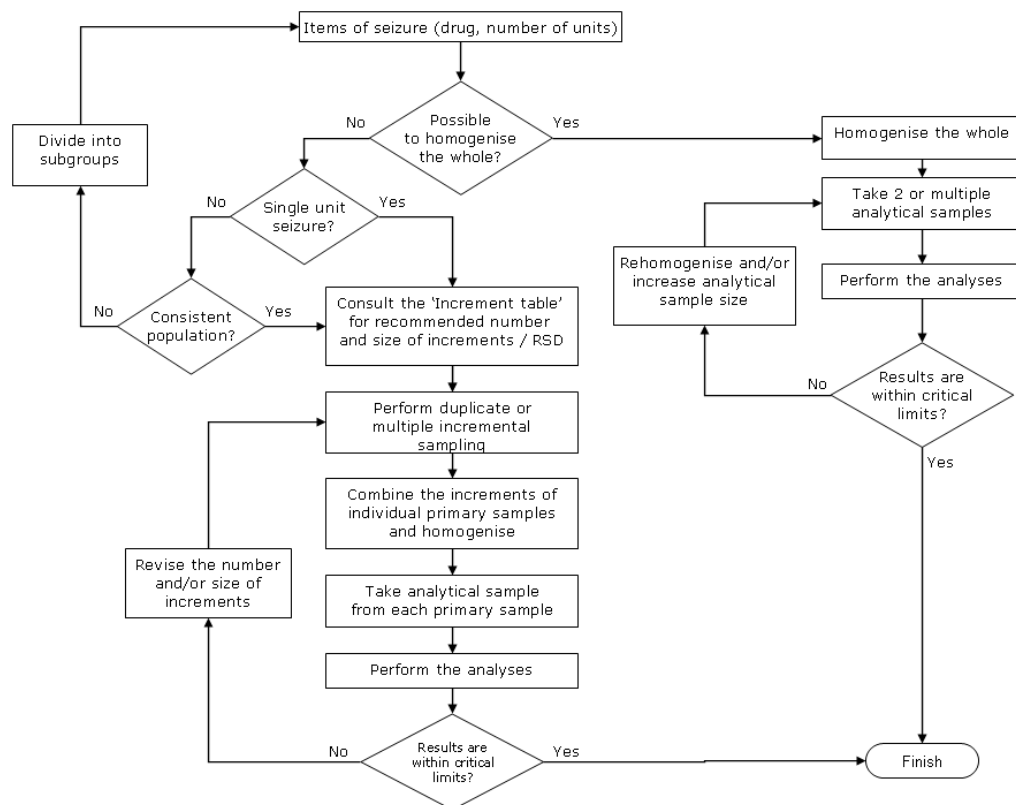 Items of seizure (drug, number of units)
Possible
to homogenise
the whole?
No
Yes
Divide into
subgroups
Homogenise the whole
Single unit
seizure?
No
Yes
Take 2 or multiple
analytical samples
Rehomogenise and/or
increase analytical
sample size
Perform the analyses
Consistent
population?
No
Yes
Consult the ‘Increment table’
for recommended number
and size of increments / RSD
Results are
within critical
limits?
No
Yes
Perform duplicate or
multiple incremental
sampling
Combine the increments of
individual primary samples
and homogenise
Revise the number
and/or size of
increments
Take analytical sample
from each primary sample
Perform the analyses
Results are
within critical
limits?
No
Yes
Finish